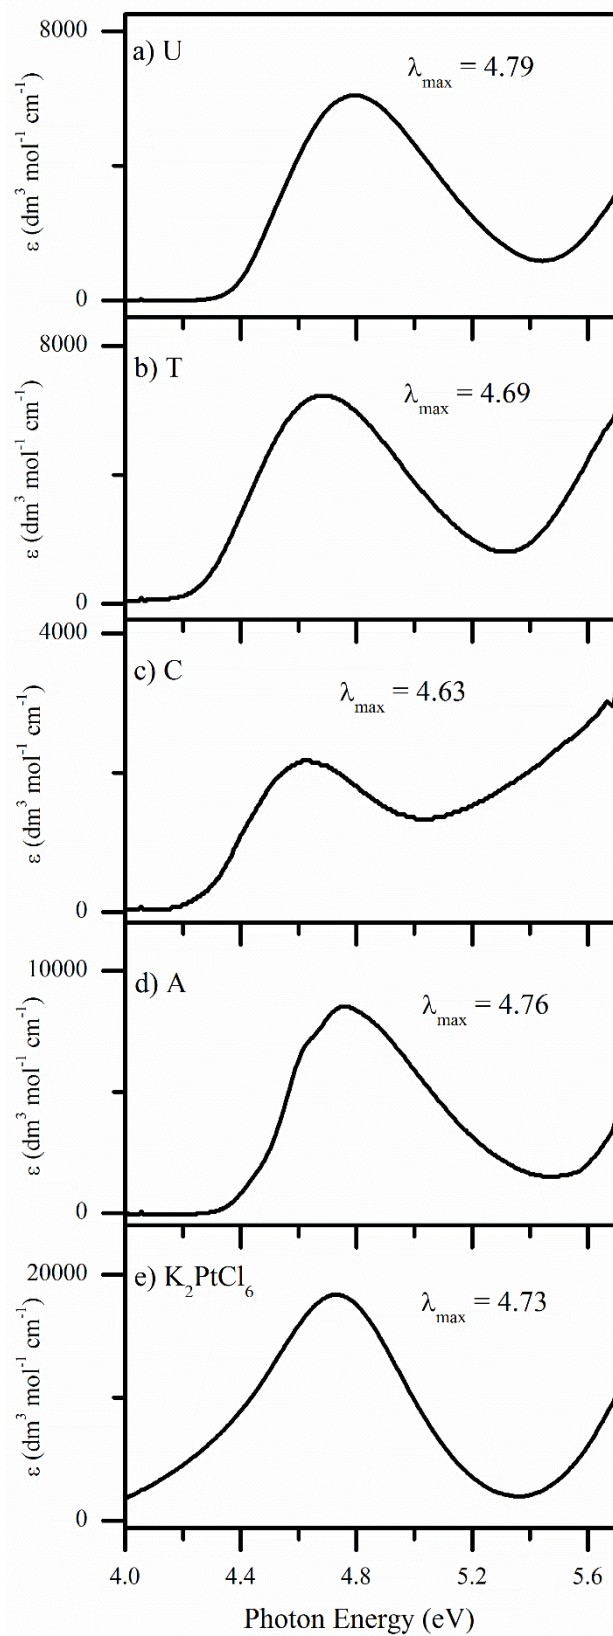 8000
a) U
λmax = 4.79
ε (dm³ mol⁻¹ cm⁻¹)
0
8000
b) T
λmax = 4.69
ε (dm³ mol⁻¹ cm⁻¹)
0
4000
c) C
λmax = 4.63
ε (dm³ mol⁻¹ cm⁻¹)
0
10000
d) A
λmax = 4.76
ε (dm³ mol⁻¹ cm⁻¹)
0
20000
e) K₂PtCl₆
λmax = 4.73
ε (dm³ mol⁻¹ cm⁻¹)
0
4.0 4.4 4.8 5.2 5.6
Photon Energy (eV)